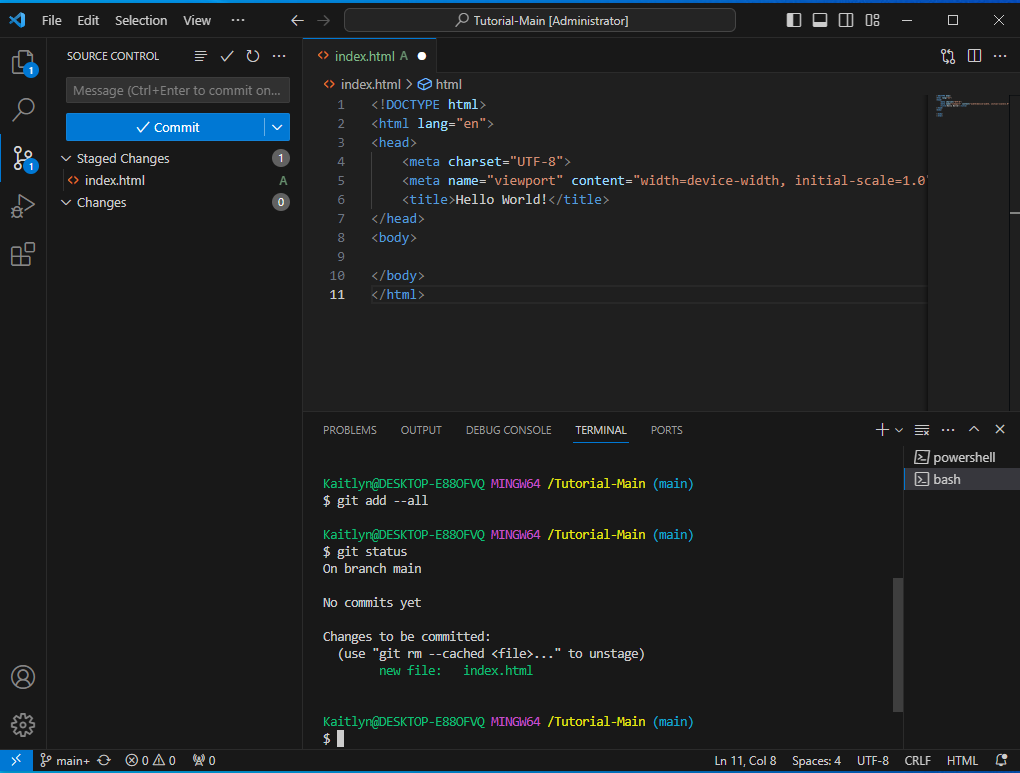 File Edit Selection View ··· Tutorial-Main [Administrator]
SOURCE CONTROL
index.html A
1
Message (Ctrl+Enter to commit on...
index.html > html
Commit
1 <!DOCTYPE html>
2 <html lang="en">
3 <head>
4 <meta charset="UTF-8">
5 <meta name="viewport" content="width=device-width, initial-scale=1.0"
6 <title>Hello World!</title>
7 </head>
8 <body>
9
10 </body>
11 </html>
1
Staged Changes 1
index.html A
Changes 0
PROBLEMS OUTPUT DEBUG CONSOLE TERMINAL PORTS
powershell
bash
Kaitlyn@DESKTOP-E88OFVQ MINGW64 /Tutorial-Main (main)
$ git add --all
Kaitlyn@DESKTOP-E88OFVQ MINGW64 /Tutorial-Main (main)
$ git status
On branch main
No commits yet
Changes to be committed:
(use "git rm --cached <file>..." to unstage)
new file: index.html
Kaitlyn@DESKTOP-E88OFVQ MINGW64 /Tutorial-Main (main)
$
main+ 0 0 0 Ln 11, Col 8 Spaces: 4 UTF-8 CRLF HTML